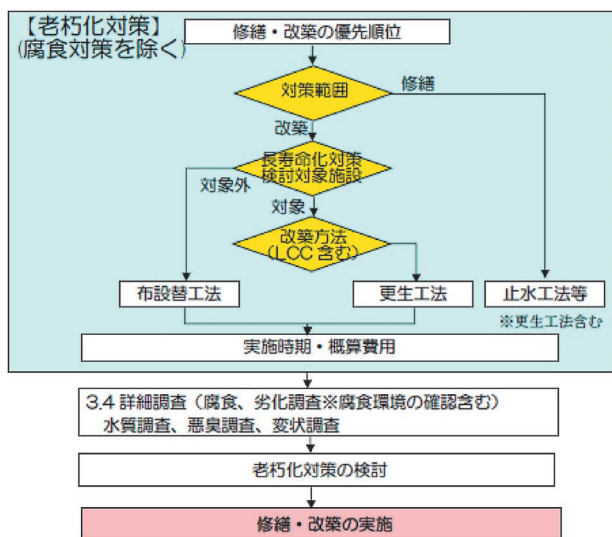 【老朽化対策】
(腐食対策を除く)
修繕・改築の優先順位
対策範囲
修繕
改築
長寿命化対策
検討対象施設
対象外
対象
改築方法
(LCC 含む)
布設替工法
更生工法
止水工法等
※更生工法含む
実施時期・概算費用
3.4 詳細調査（腐食、劣化調査※腐食環境の確認含む）
水質調査、悪臭調査、変状調査
老朽化対策の検討
修繕・改築の実施